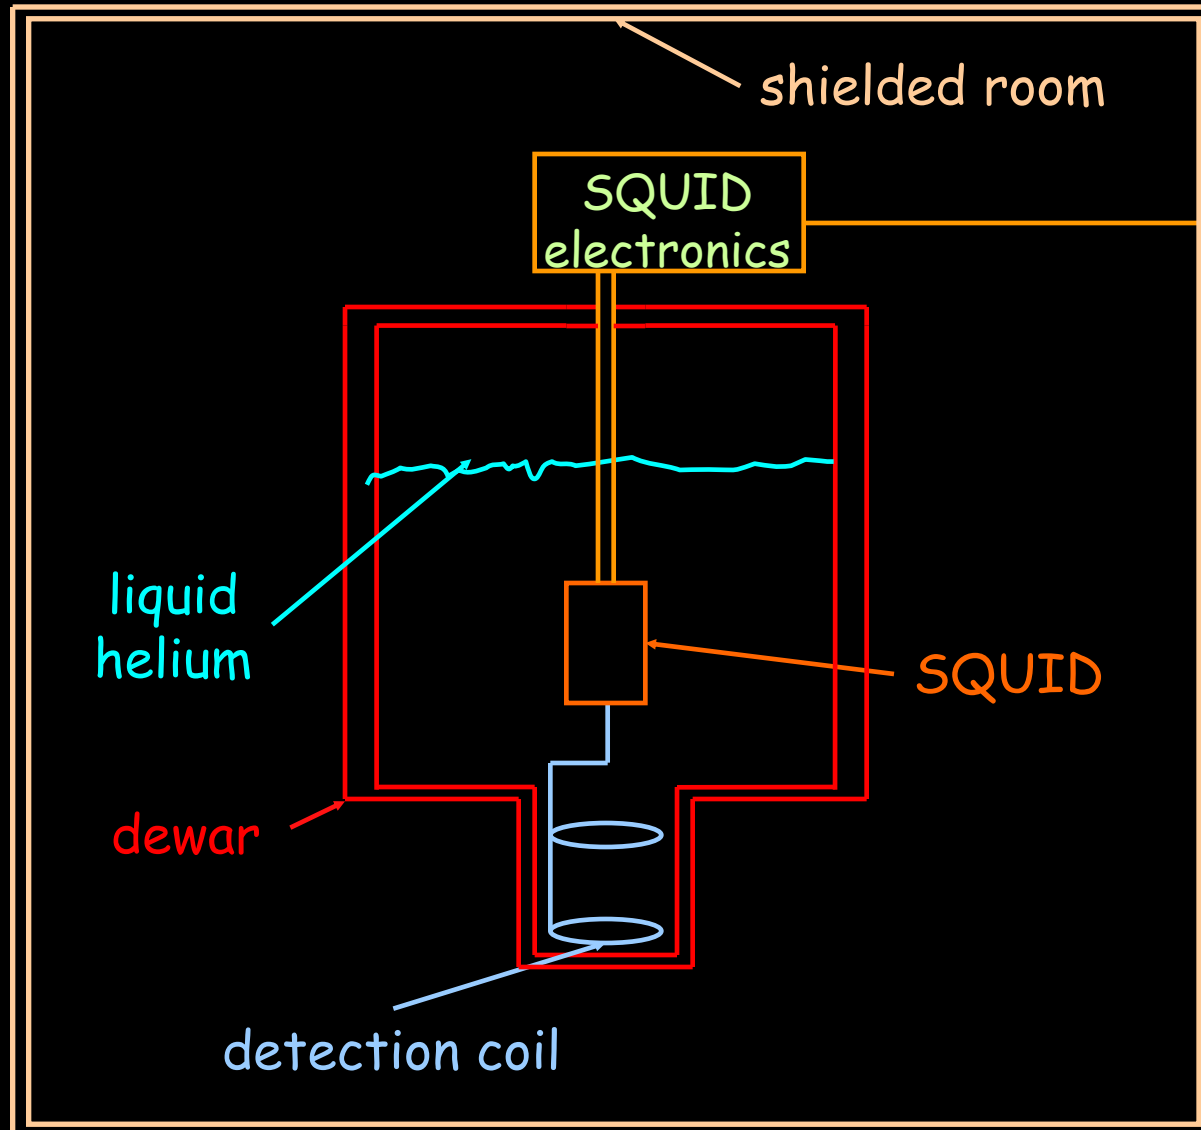 shielded room
SQUID
electronics
liquid
helium
SQUID
dewar
detection coil